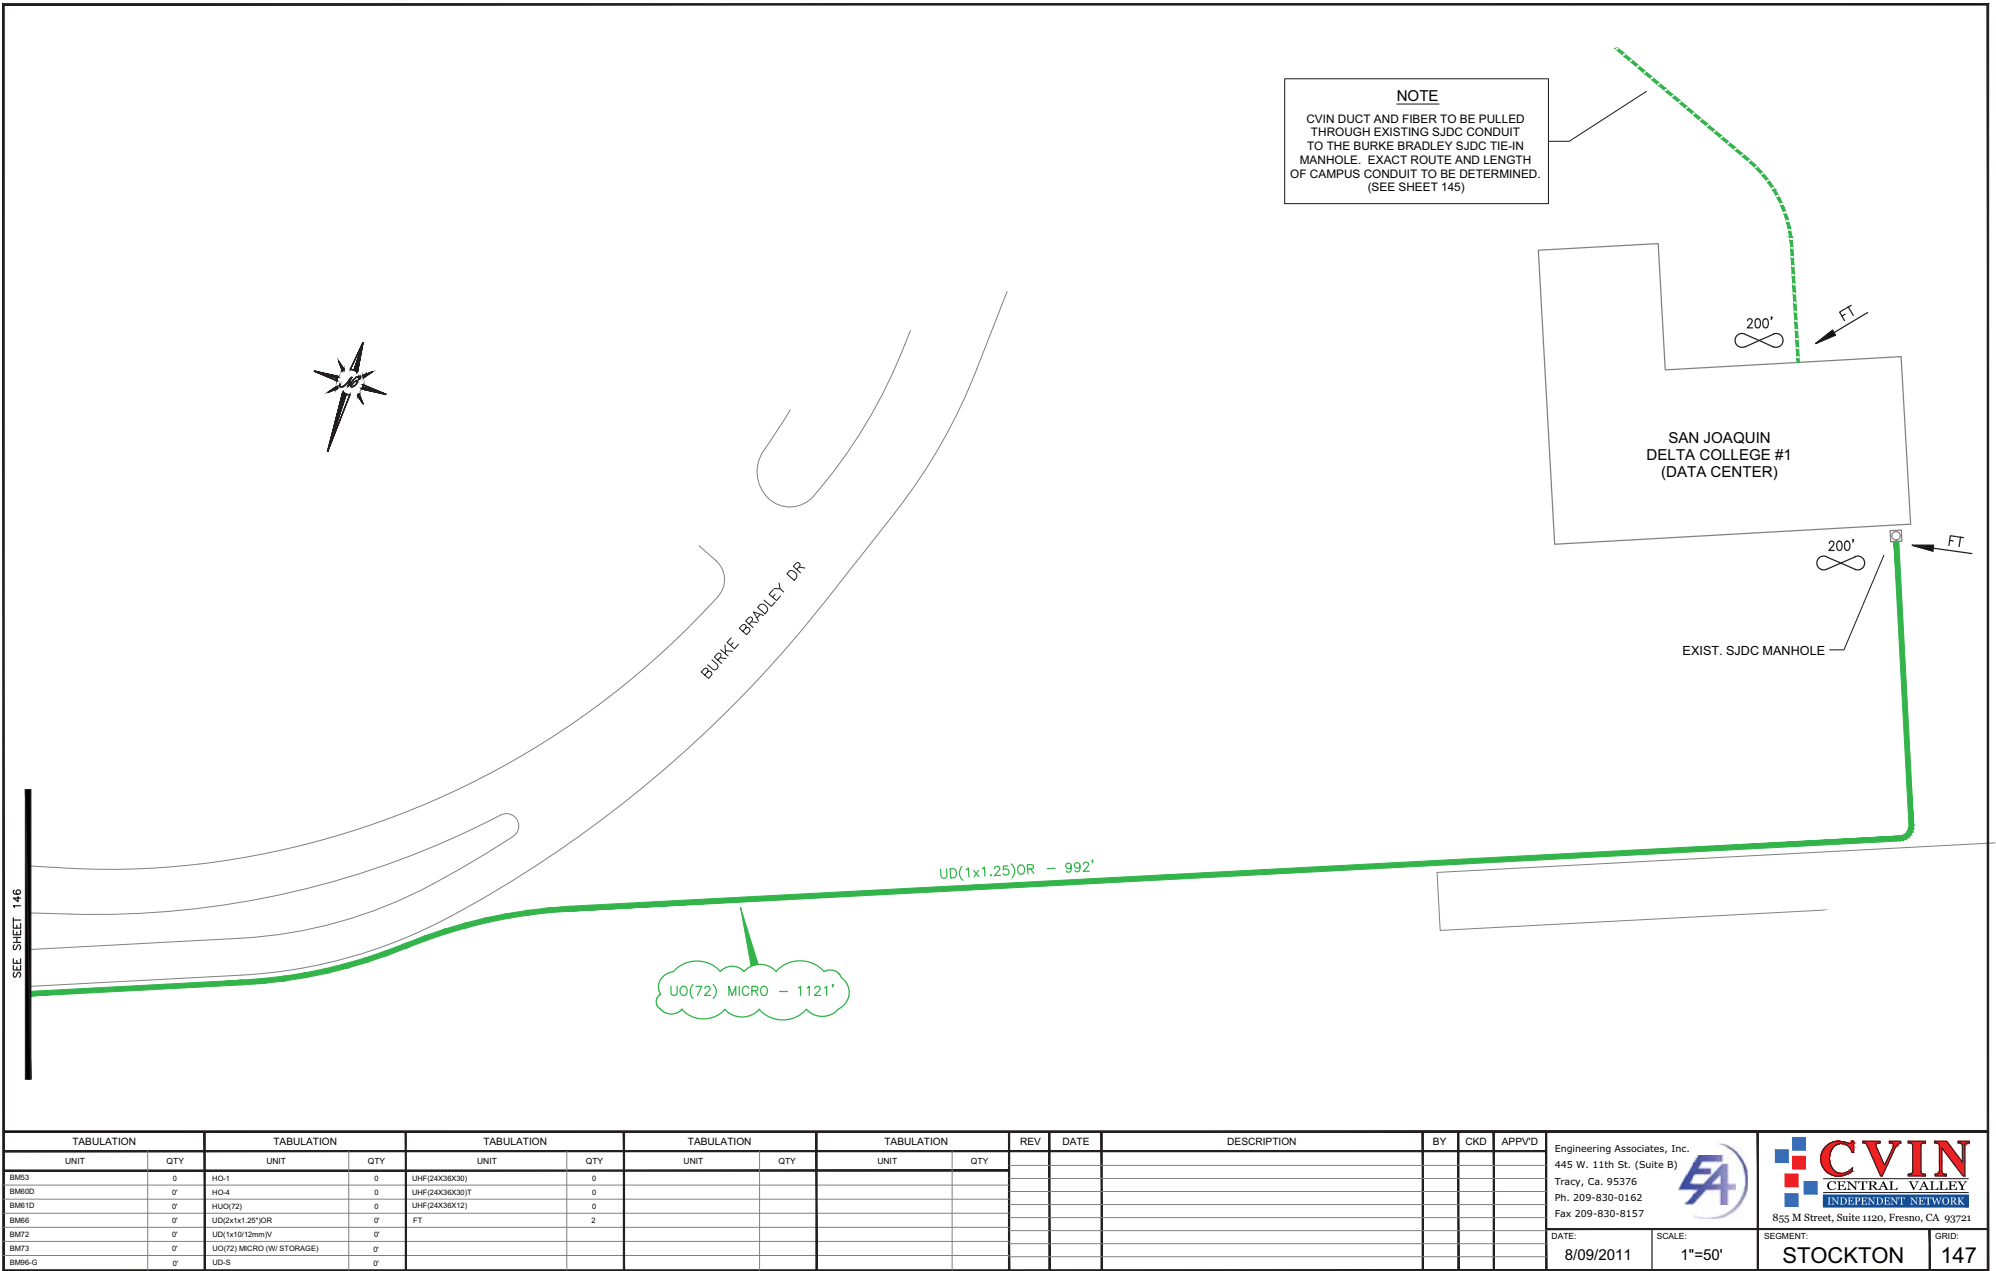 NOTE
CVIN DUCT AND FIBER TO BE PULLED
THROUGH EXISTING SJDC CONDUIT
TO THE BURKE BRADLEY SJDC TIE-IN
MANHOLE. EXACT ROUTE AND LENGTH
OF CAMPUS CONDUIT TO BE DETERMINED.
(SEE SHEET 145)
200'
FT
SAN JOAQUIN
DELTA COLLEGE #1
(DATA CENTER)
200'
FT
EXIST. SJDC MANHOLE
BURKE BRADLEY DR
UD(1x1.25)OR - 992'
UO(72) MICRO - 1121'
SEE SHEET 146
TABULATION TABULATION TABULATION TABULATION TABULATION REV DATE DESCRIPTION BY CKD APPV'D
UNIT QTY UNIT QTY UNIT QTY UNIT QTY UNIT QTY
BM53 0 HO-1 0 UHF(24X36X30) 0
BM60D 0' HO-4 0 UHF(24X36X30)T 0
BM61D 0' HUO(72) 0 UHF(24X36X12) 0
BM66 0' UD(2x1x1.25")OR 0' FT 2
BM72 0' UD(1x10/12mm)V 0'
BM73 0' UO(72) MICRO (W/ STORAGE) 0'
BM96-G 0' UD-S 0'
Engineering Associates, Inc.
445 W. 11th St. (Suite B)
Tracy, Ca. 95376
Ph. 209-830-0162
Fax 209-830-8157
EA
CVIN
CENTRAL VALLEY
INDEPENDENT NETWORK
855 M Street, Suite 1120, Fresno, CA 93721
DATE: 8/09/2011
SCALE: 1"=50'
SEGMENT: STOCKTON
GRID: 147